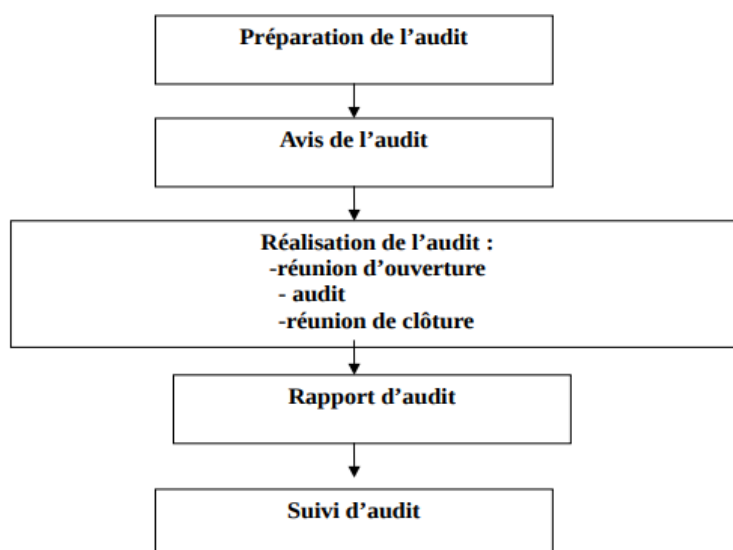 Préparation de l’audit
Avis de l’audit
Réalisation de l’audit :
-réunion d’ouverture
- audit
-réunion de clôture
Rapport d’audit
Suivi d’audit